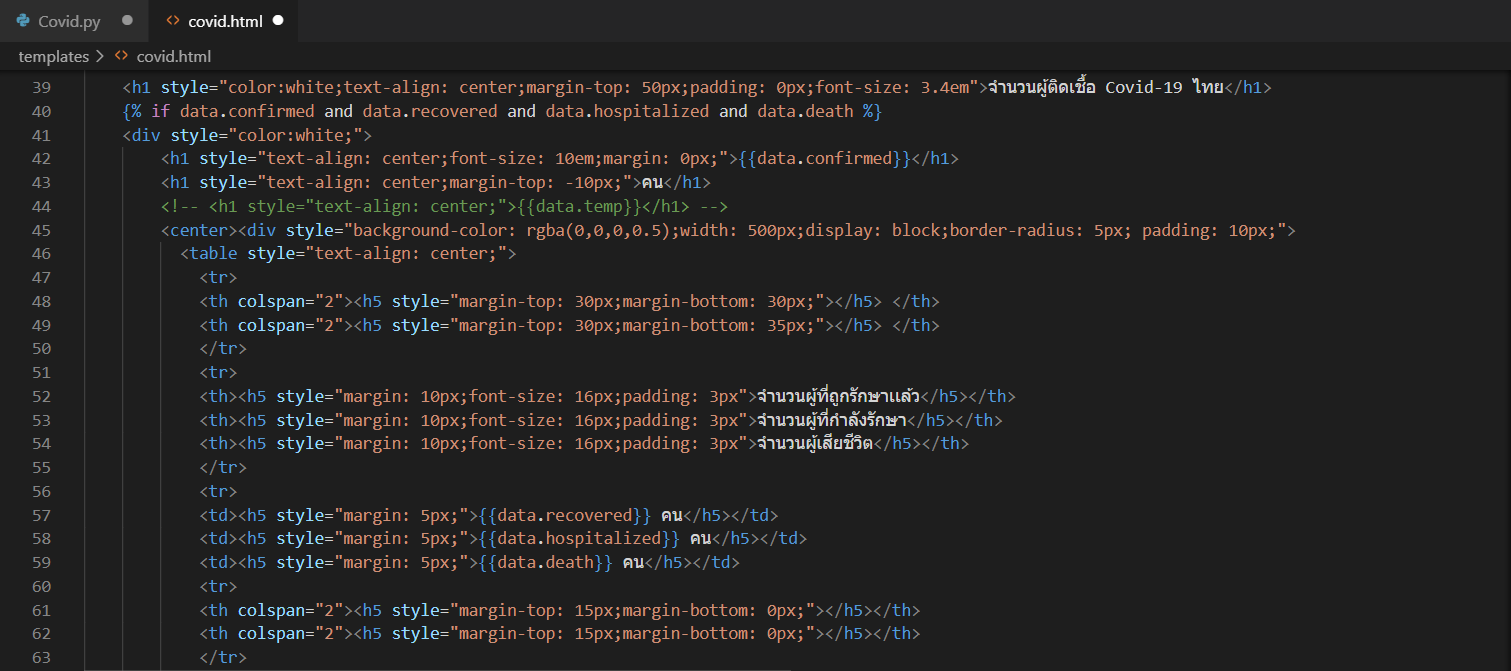 Covid.py
covid.html
templates > covid.html
39 <h1 style="color:white;text-align: center;margin-top: 50px;padding: 0px;font-size: 3.4em">จำนวนผู้ติดเชื้อ Covid-19 ไทย</h1>
40 {% if data.confirmed and data.recovered and data.hospitalized and data.death %}
41 <div style="color:white;">
42 <h1 style="text-align: center;font-size: 10em;margin: 0px;">{{data.confirmed}}</h1>
43 <h1 style="text-align: center;margin-top: -10px;">คน</h1>
44 <!-- <h1 style="text-align: center;">{{data.temp}}</h1> -->
45 <center><div style="background-color: rgba(0,0,0,0.5);width: 500px;display: block;border-radius: 5px; padding: 10px;">
46 <table style="text-align: center;">
47 <tr>
48 <th colspan="2"><h5 style="margin-top: 30px;margin-bottom: 30px;"></h5> </th>
49 <th colspan="2"><h5 style="margin-top: 30px;margin-bottom: 35px;"></h5> </th>
50 </tr>
51 <tr>
52 <th><h5 style="margin: 10px;font-size: 16px;padding: 3px">จำนวนผู้ที่ถูกรักษาแล้ว</h5></th>
53 <th><h5 style="margin: 10px;font-size: 16px;padding: 3px">จำนวนผู้ที่กำลังรักษา</h5></th>
54 <th><h5 style="margin: 10px;font-size: 16px;padding: 3px">จำนวนผู้เสียชีวิต</h5></th>
55 </tr>
56 <tr>
57 <td><h5 style="margin: 5px;">{{data.recovered}} คน</h5></td>
58 <td><h5 style="margin: 5px;">{{data.hospitalized}} คน</h5></td>
59 <td><h5 style="margin: 5px;">{{data.death}} คน</h5></td>
60 <tr>
61 <th colspan="2"><h5 style="margin-top: 15px;margin-bottom: 0px;"></h5></th>
62 <th colspan="2"><h5 style="margin-top: 15px;margin-bottom: 0px;"></h5></th>
63 </tr>